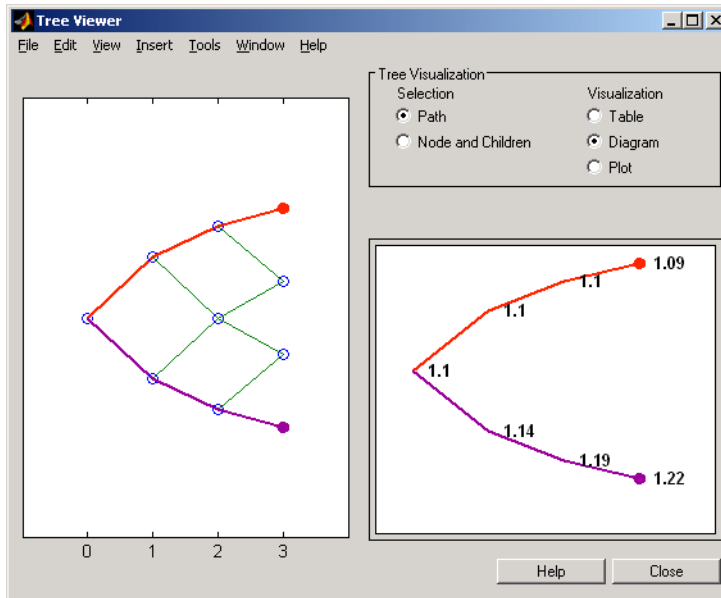 Tree Viewer
File Edit View Insert Tools Window Help
Tree Visualization
Selection
Visualization
Path
Table
Node and Children
Diagram
Plot
1.09
1.1
1.1
1.1
1.14
1.19
1.22
0 1 2 3
Help
Close